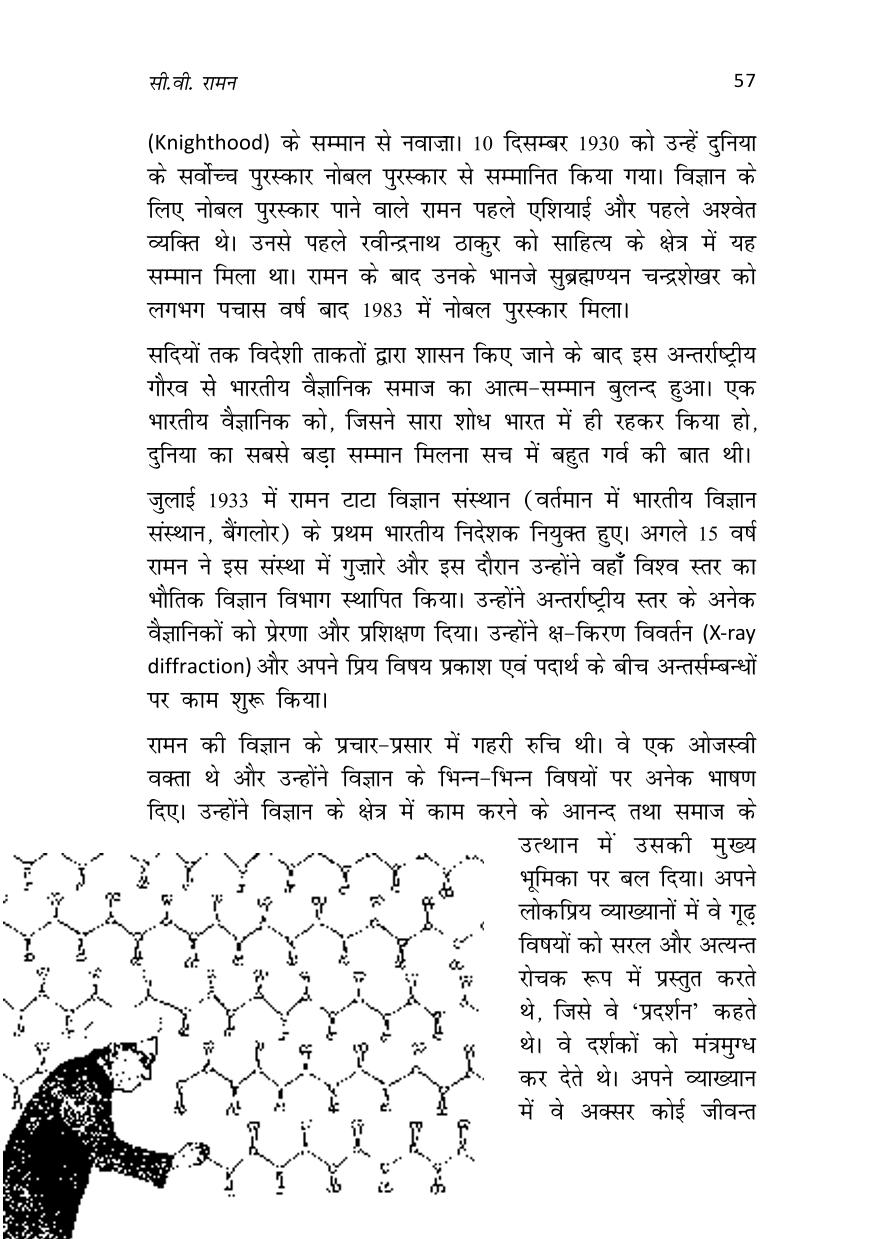 सी.वी. रामन 57
(Knighthood) के सम्मान से नवाज़ा। 10 दिसम्बर 1930 को उन्हें दुनिया
के सर्वोच्च पुरस्कार नोबल पुरस्कार से सम्मानित किया गया। विज्ञान के
लिए नोबल पुरस्कार पाने वाले रामन पहले एशियाई और पहले अश्वेत
व्यक्ति थे। उनसे पहले रवीन्द्रनाथ ठाकुर को साहित्य के क्षेत्र में यह
सम्मान मिला था। रामन के बाद उनके भानजे सुब्रह्मण्यन चन्द्रशेखर को
लगभग पचास वर्ष बाद 1983 में नोबल पुरस्कार मिला।
सदियों तक विदेशी ताकतों द्वारा शासन किए जाने के बाद इस अन्तर्राष्ट्रीय
गौरव से भारतीय वैज्ञानिक समाज का आत्म-सम्मान बुलन्द हुआ। एक
भारतीय वैज्ञानिक को, जिसने सारा शोध भारत में ही रहकर किया हो,
दुनिया का सबसे बड़ा सम्मान मिलना सच में बहुत गर्व की बात थी।
जुलाई 1933 में रामन टाटा विज्ञान संस्थान (वर्तमान में भारतीय विज्ञान
संस्थान, बैंगलोर) के प्रथम भारतीय निदेशक नियुक्त हुए। अगले 15 वर्ष
रामन ने इस संस्था में गुज़ारे और इस दौरान उन्होंने वहाँ विश्व स्तर का
भौतिक विज्ञान विभाग स्थापित किया। उन्होंने अन्तर्राष्ट्रीय स्तर के अनेक
वैज्ञानिकों को प्रेरणा और प्रशिक्षण दिया। उन्होंने क्ष-किरण विवर्तन (X-ray
diffraction) और अपने प्रिय विषय प्रकाश एवं पदार्थ के बीच अन्तर्सम्बन्धों
पर काम शुरू किया।
रामन की विज्ञान के प्रचार-प्रसार में गहरी रुचि थी। वे एक ओजस्वी
वक्ता थे और उन्होंने विज्ञान के भिन्न-भिन्न विषयों पर अनेक भाषण
दिए। उन्होंने विज्ञान के क्षेत्र में काम करने के आनन्द तथा समाज के
उत्थान में उसकी मुख्य
भूमिका पर बल दिया। अपने
लोकप्रिय व्याख्यानों में वे गूढ़
विषयों को सरल और अत्यन्त
रोचक रूप में प्रस्तुत करते
थे, जिसे वे ‘प्रदर्शन’ कहते
थे। वे दर्शकों को मंत्रमुग्ध
कर देते थे। अपने व्याख्यान
में वे अक्सर कोई जीवन्त